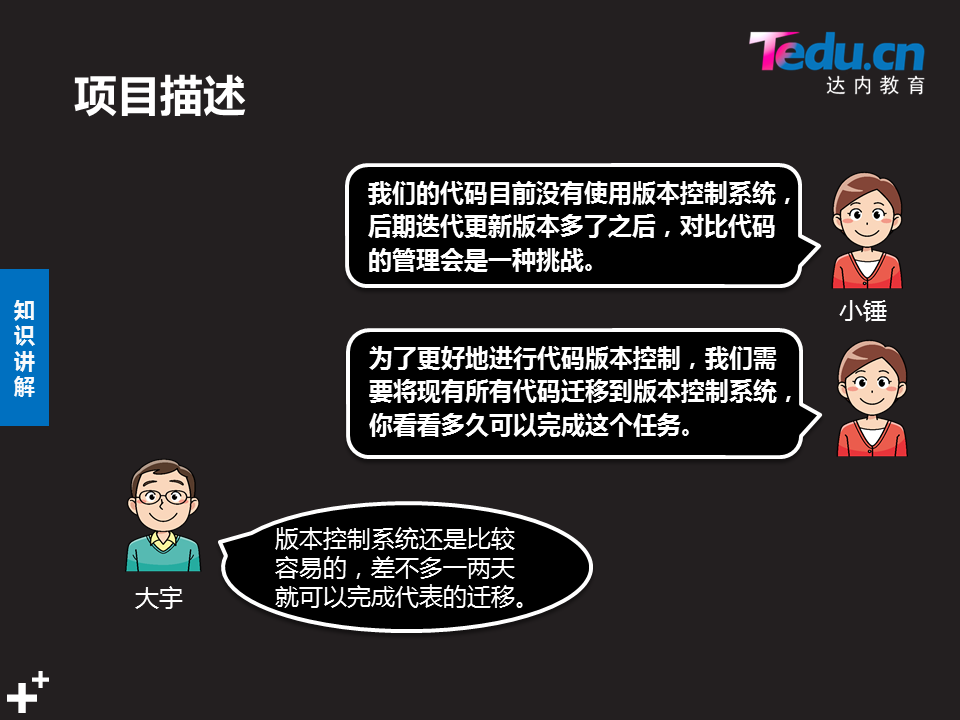 Tedu.cn
达内教育
项目描述
我们的代码目前没有使用版本控制系统，
后期迭代更新版本多了之后，对比代码
的管理会是一种挑战。
小锤
知识讲解
为了更好地进行代码版本控制，我们需
要将现有所有代码迁移到版本控制系统，
你看看多久可以完成这个任务。
版本控制系统还是比较
容易的，差不多一两天
就可以完成代表的迁移。
大宇